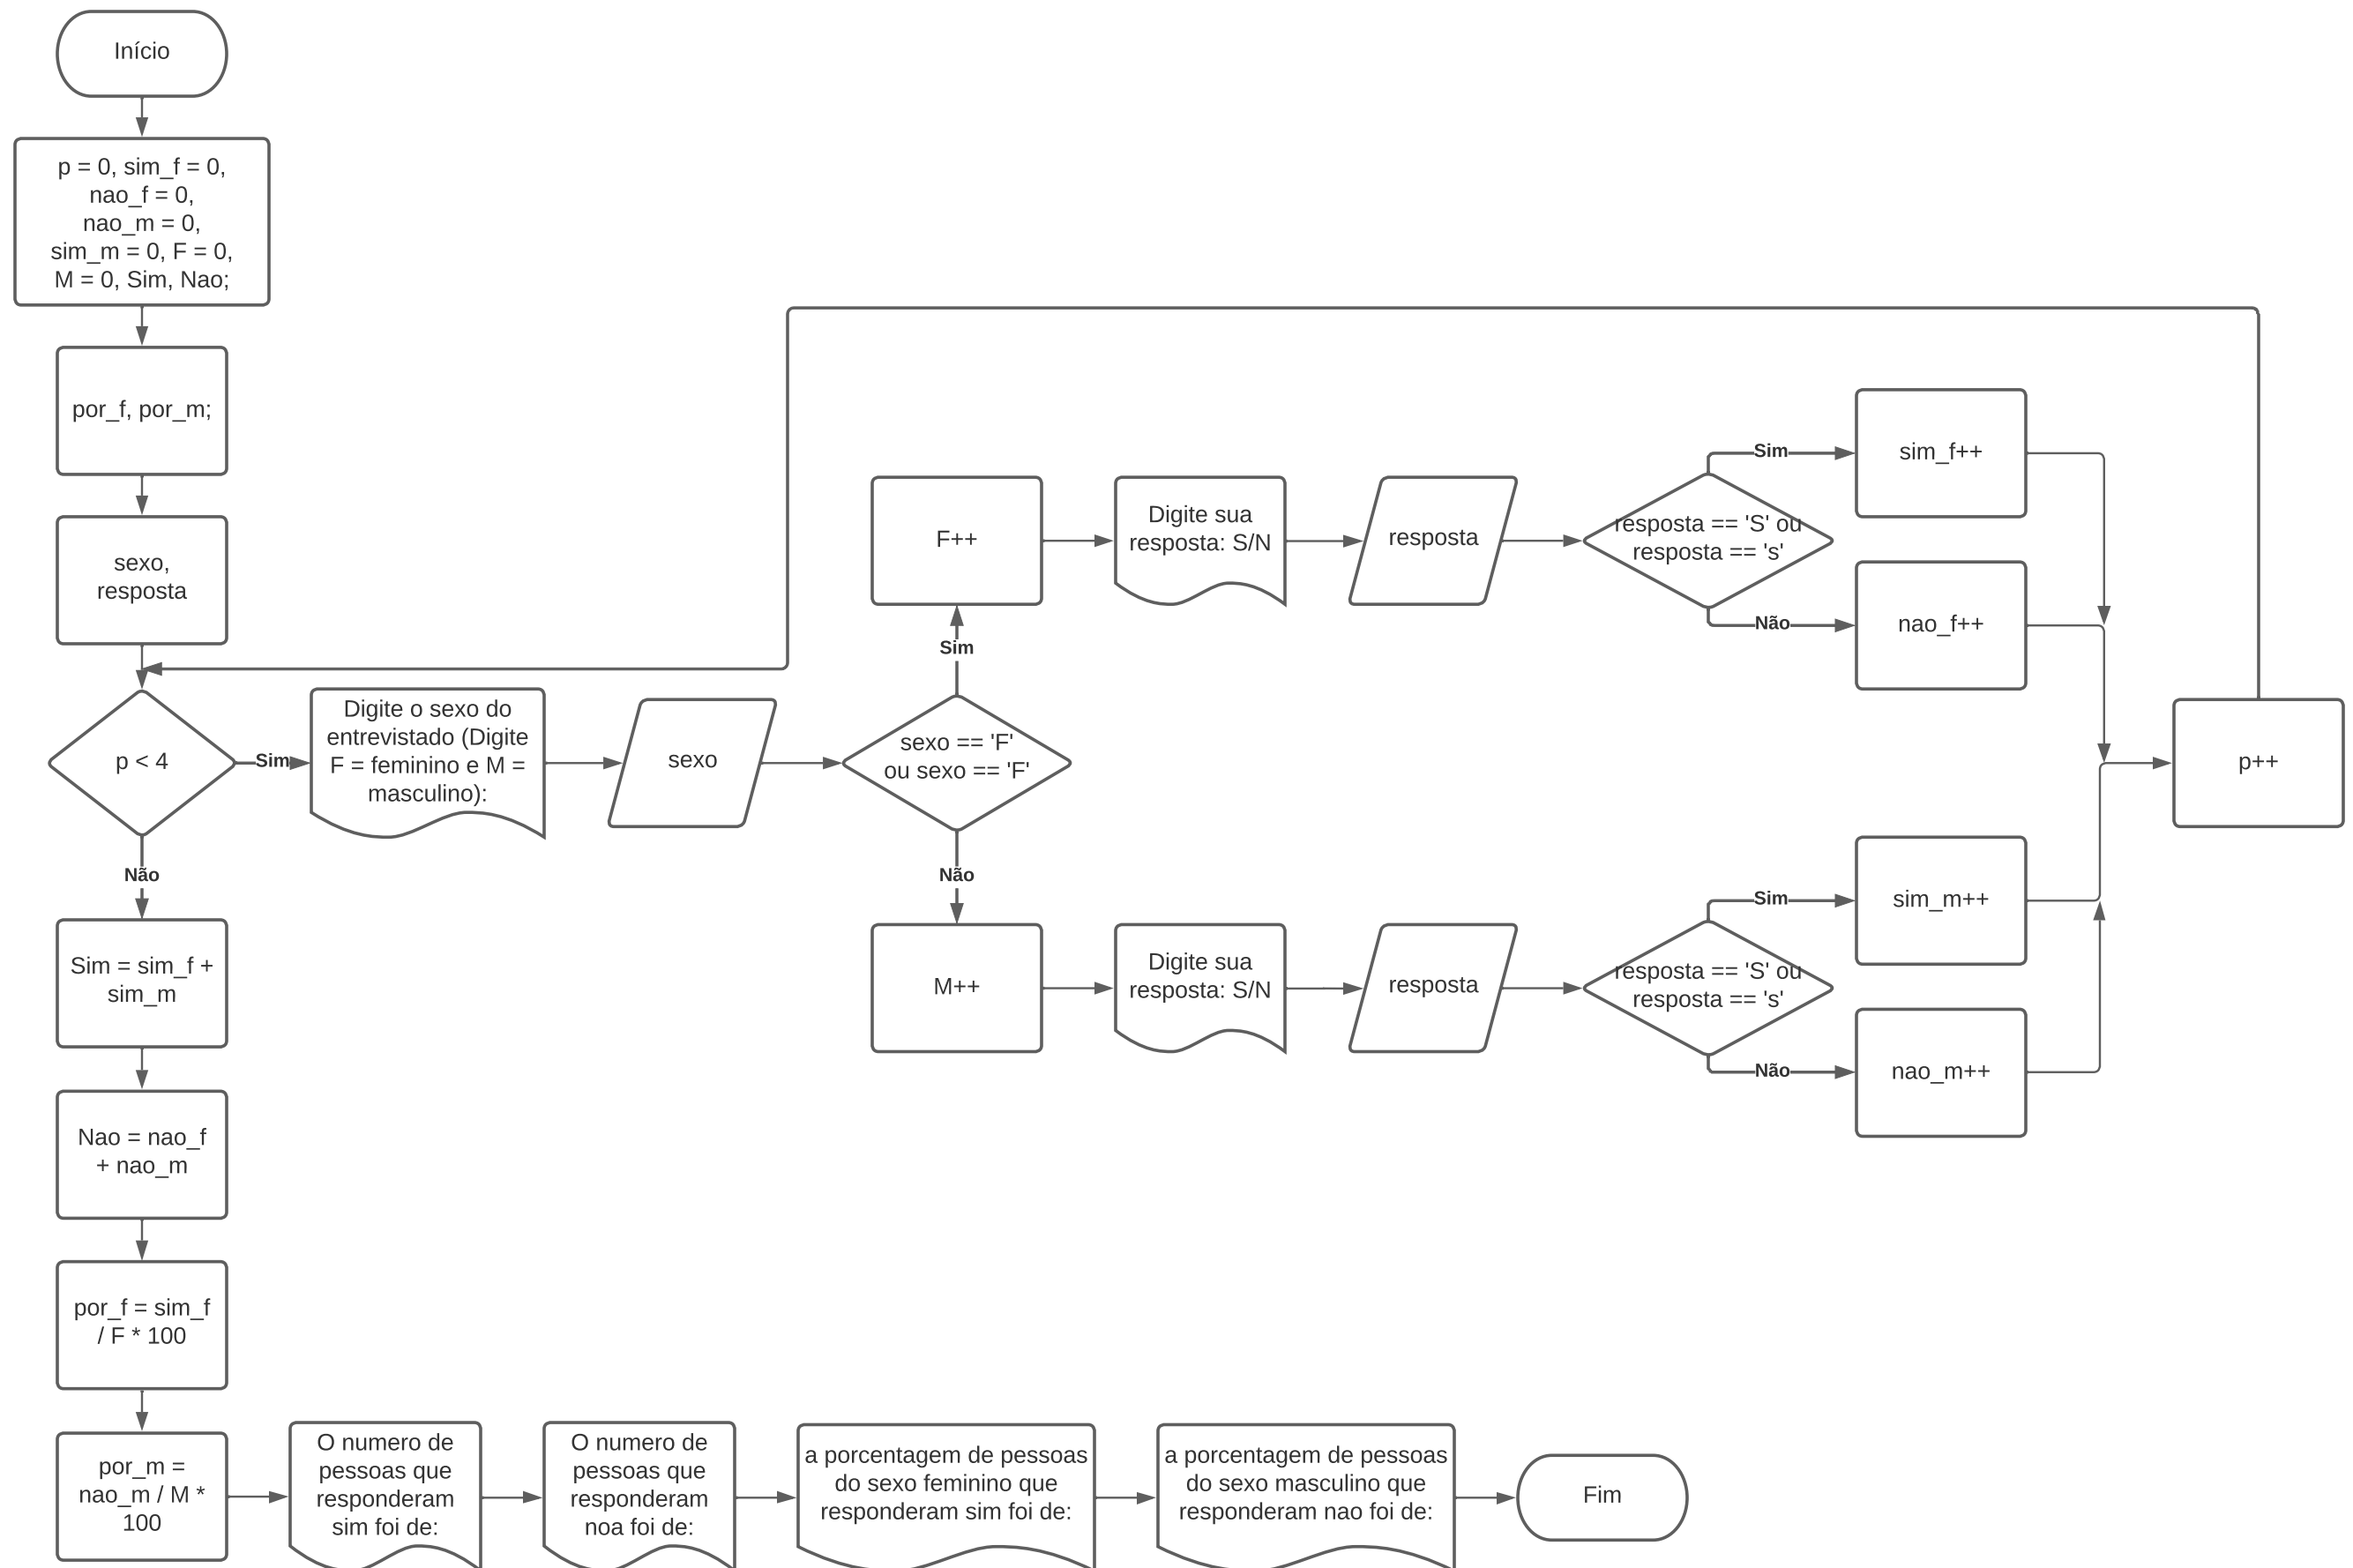 Início
p = 0, sim_f = 0,
nao_f = 0,
nao_m = 0,
sim_m = 0, F = 0,
M = 0, Sim, Nao;
por_f, por_m;
sexo,
resposta
p < 4
Sim
Digite o sexo do
entrevistado (Digite
F = feminino e M =
masculino):
sexo
sexo == 'F'
ou sexo == 'F'
Sim
F++
Digite sua
resposta: S/N
resposta
resposta == 'S' ou
resposta == 's'
Sim
sim_f++
Não
nao_f++
Não
M++
Digite sua
resposta: S/N
resposta
resposta == 'S' ou
resposta == 's'
Sim
sim_m++
Não
nao_m++
p++
Não
Sim = sim_f +
sim_m
Nao = nao_f
+ nao_m
por_f = sim_f
/ F * 100
por_m =
nao_m / M *
100
O numero de
pessoas que
responderam
sim foi de:
O numero de
pessoas que
responderam
noa foi de:
a porcentagem de pessoas
do sexo feminino que
responderam sim foi de:
a porcentagem de pessoas
do sexo masculino que
responderam nao foi de:
Fim